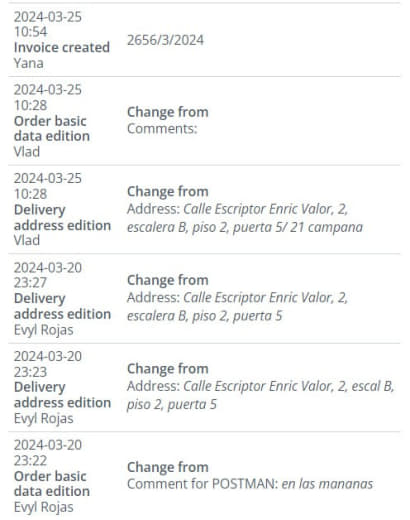 2024-03-25
10:54
Invoice created
Yana
2656/3/2024
2024-03-25
10:28
Order basic
data edition
Vlad
Change from
Comments:
2024-03-25
10:28
Delivery
address edition
Vlad
Change from
Address: Calle Escriptor Enric Valor, 2,
escalera B, piso 2, puerta 5/ 21 campana
2024-03-20
23:27
Delivery
address edition
Evyl Rojas
Change from
Address: Calle Escriptor Enric Valor, 2,
escalera B, piso 2, puerta 5
2024-03-20
23:23
Delivery
address edition
Evyl Rojas
Change from
Address: Calle Escriptor Enric Valor, 2, escal B,
piso 2, puerta 5
2024-03-20
23:22
Order basic
data edition
Evyl Rojas
Change from
Comment for POSTMAN: en las mananas